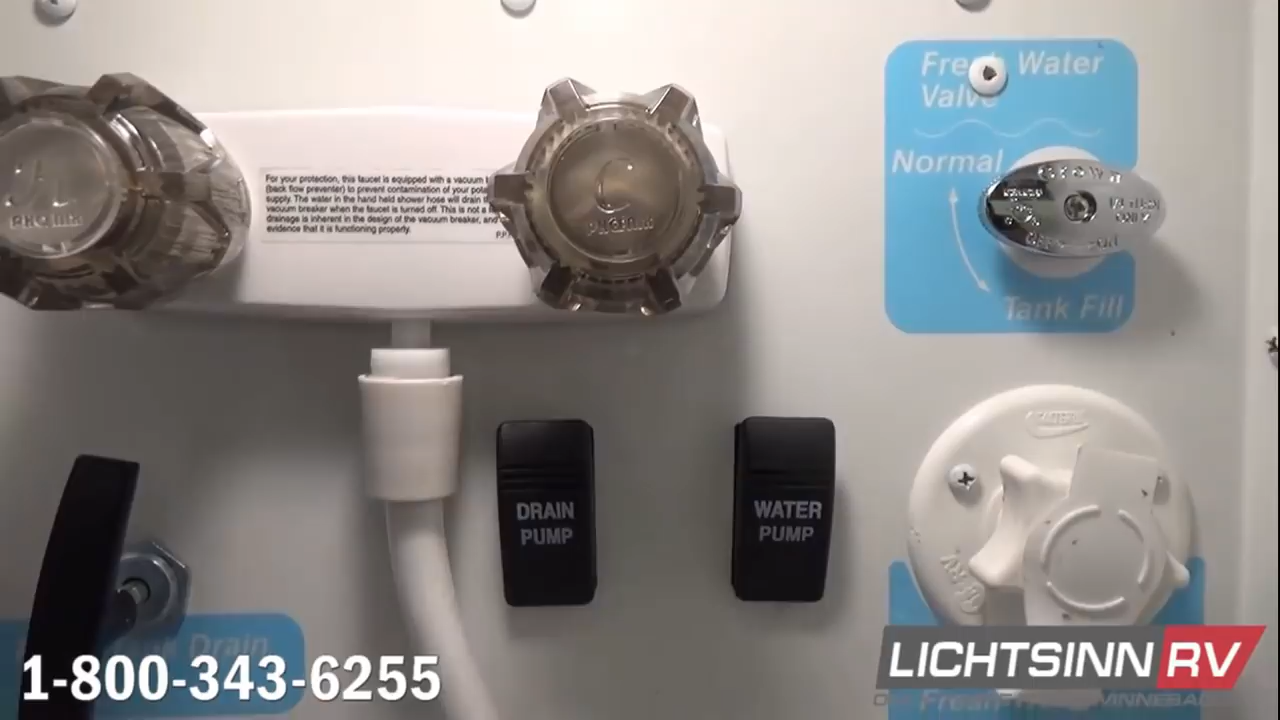 Fresh Water
Valve
Normal
Tank Fill
For your protection, this faucet is equipped with a vacuum
(back flow preventer) to prevent contamination of your
supply. The water in the hand held shower hose will drain
vacuum breaker when the faucet is turned off. This is not a
drainage is inherent in the design of the vacuum breaker, and
evidence that it is functioning properly.
C
PHOENIX
DRAIN
PUMP
WATER
PUMP
Drain
1-800-343-6255
LICHTSINN RV